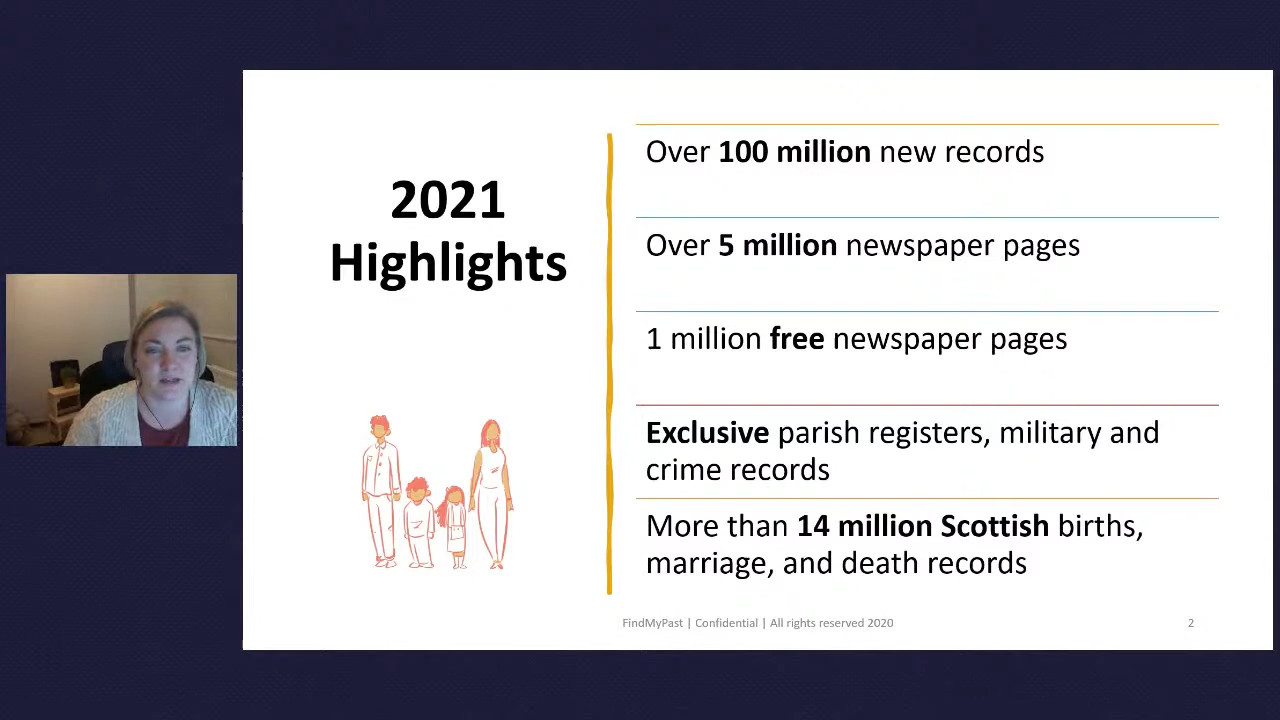 2021
Highlights
Over 100 million new records
Over 5 million newspaper pages
1 million free newspaper pages
Exclusive parish registers, military and
crime records
More than 14 million Scottish births,
marriage, and death records
FindMyPast | Confidential | All rights reserved 2020
2